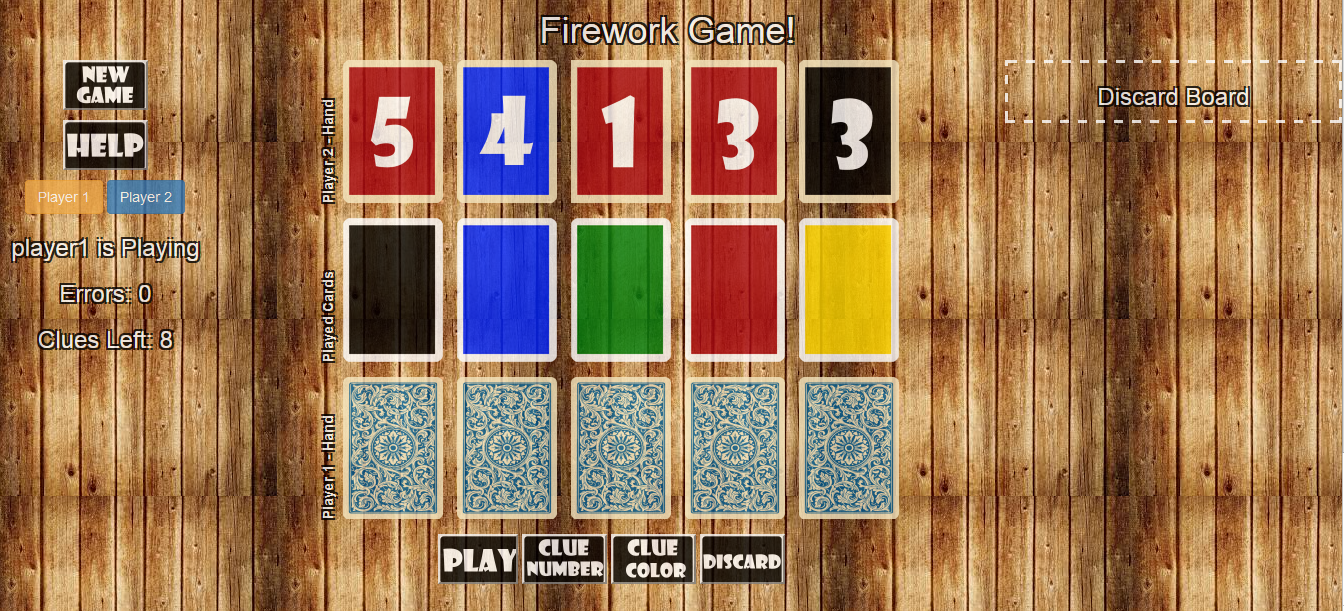 Firework Game!
NEW
GAME
HELP
Player 1
Player 2
player1 is Playing
Errors: 0
Clues Left: 8
Player 2 - Hand
5
4
1
3
3
Played Cards
Player 1 - Hand
PLAY
CLUE
NUMBER
CLUE
COLOR
DISCARD
Discard Board